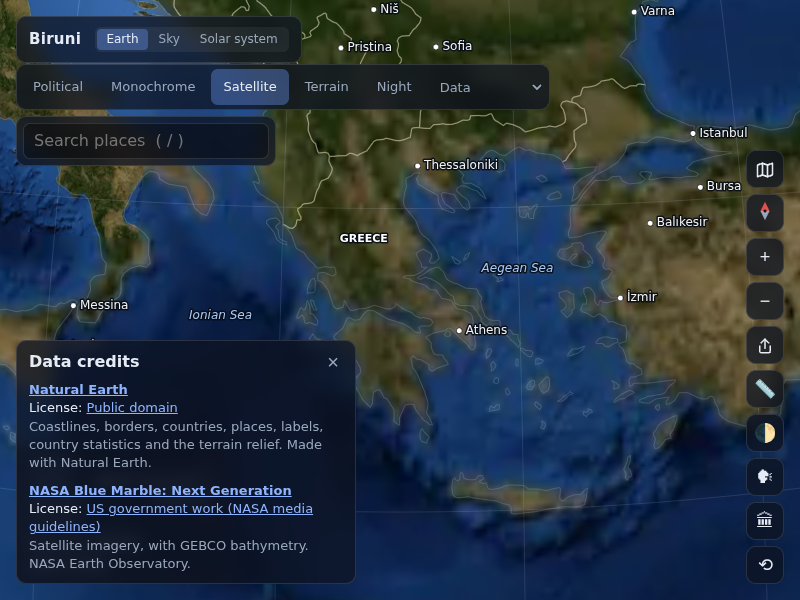 Biruni
Earth
Sky
Solar system
Political
Monochrome
Satellite
Terrain
Night
Data
Search places ( / )
Niš
Varna
Pristina
Sofia
Istanbul
Thessaloniki
Bursa
Balıkesir
GREECE
Aegean Sea
İzmir
Messina
Ionian Sea
Athens
Data credits
×
Natural Earth
License: Public domain
Coastlines, borders, countries, places, labels,
country statistics and the terrain relief. Made
with Natural Earth.
NASA Blue Marble: Next Generation
License: US government work (NASA media
guidelines)
Satellite imagery, with GEBCO bathymetry.
NASA Earth Observatory.
+
−